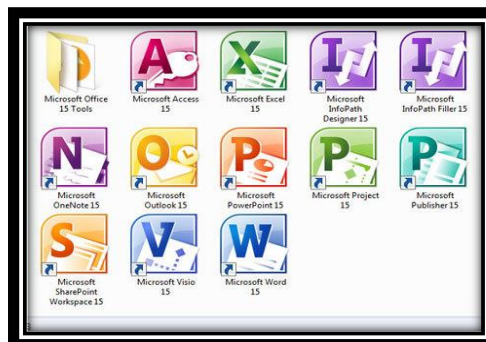 Microsoft Office
15 Tools
Microsoft Access
15
Microsoft Excel
15
Microsoft
InfoPath
Designer 15
Microsoft
InfoPath Filler 15
Microsoft
OneNote 15
Microsoft
Outlook 15
Microsoft
PowerPoint 15
Microsoft Project
15
Microsoft
Publisher 15
Microsoft
SharePoint
Workspace 15
Microsoft Visio
15
Microsoft Word
15